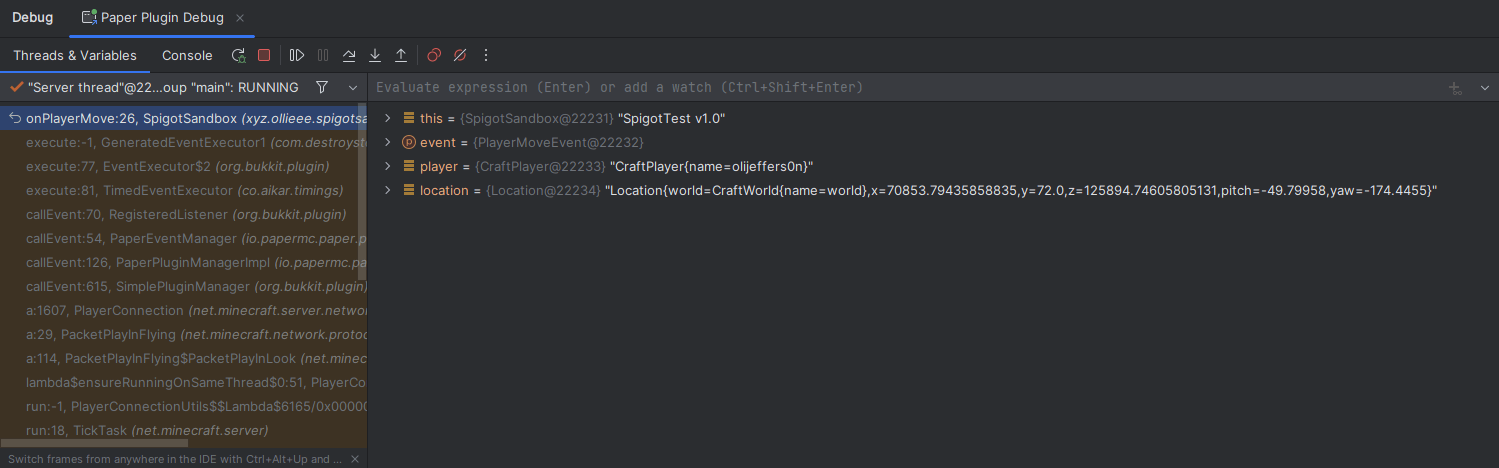 Debug Paper Plugin Debug
Threads & Variables Console
"Server thread"@22...oup "main": RUNNING
Evaluate expression (Enter) or add a watch (Ctrl+Shift+Enter)
onPlayerMove:26, SpigotSandbox (xyz.ollieee.spigotsa
execute:-1, GeneratedEventExecutor1 (com.destroyst
execute:77, EventExecutor$2 (org.bukkit.plugin)
execute:81, TimedEventExecutor (co.aikar.timings)
callEvent:70, RegisteredListener (org.bukkit.plugin)
callEvent:54, PaperEventManager (io.papermc.paper.p
callEvent:126, PaperPluginManagerImpl (io.papermc.pa
callEvent:615, SimplePluginManager (org.bukkit.plugin)
a:1607, PlayerConnection (net.minecraft.server.netwo
a:29, PacketPlayInFlying (net.minecraft.network.protoc
a:114, PacketPlayInFlying$PacketPlayInLook (net.minec
lambda$ensureRunningOnSameThread$0:51, PlayerCo
run:-1, PlayerConnectionUtils$$Lambda$6165/0x00000
run:18, TickTask (net.minecraft.server)
Switch frames from anywhere in the IDE with Ctrl+Alt+Up and ...
this = {SpigotSandbox@22231} "SpigotTest v1.0"
event = {PlayerMoveEvent@22232}
player = {CraftPlayer@22233} "CraftPlayer{name=olijeffers0n}"
location = {Location@22234} "Location{world=CraftWorld{name=world},x=70853.79435858835,y=72.0,z=125894.74605805131,pitch=-49.79958,yaw=-174.4455}"